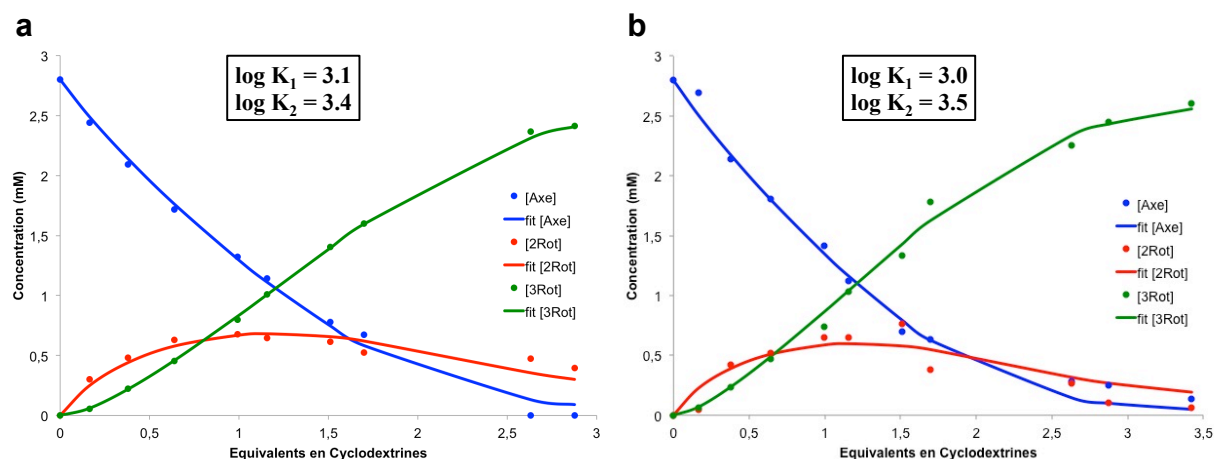 a
log K₁ = 3.1
log K₂ = 3.4
Concentration (mM)
3
2,5
2
1,5
1
0,5
0
0
0,5
1
1,5
2
2,5
3
Equivalents en Cyclodextrines
[Axe]
fit [Axe]
[2Rot]
fit [2Rot]
[3Rot]
fit [3Rot]
b
log K₁ = 3.0
log K₂ = 3.5
Concentration (mM)
3
2,5
2
1,5
1
0,5
0
0
0,5
1
1,5
2
2,5
3
3,5
Equivalents en Cyclodextrines
[Axe]
fit [Axe]
[2Rot]
fit [2Rot]
[3Rot]
fit [3Rot]